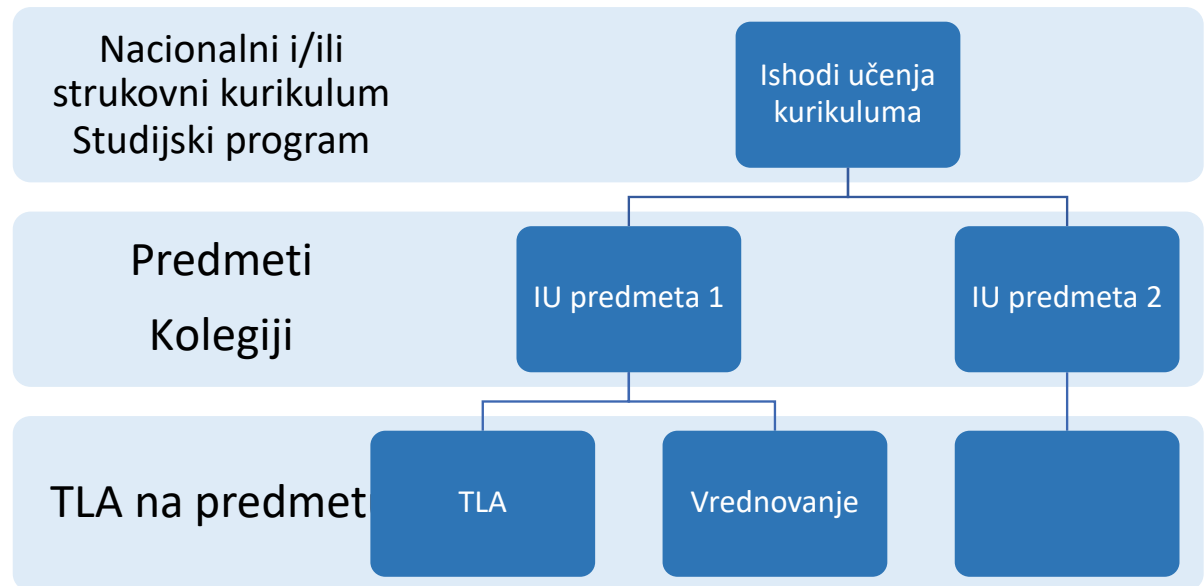 Nacionalni i/ili
strukovni kurikulum
Studijski program
Ishodi učenja
kurikuluma
Predmeti
Kolegiji
IU predmeta 1
IU predmeta 2
TLA na predmet
TLA
Vrednovanje